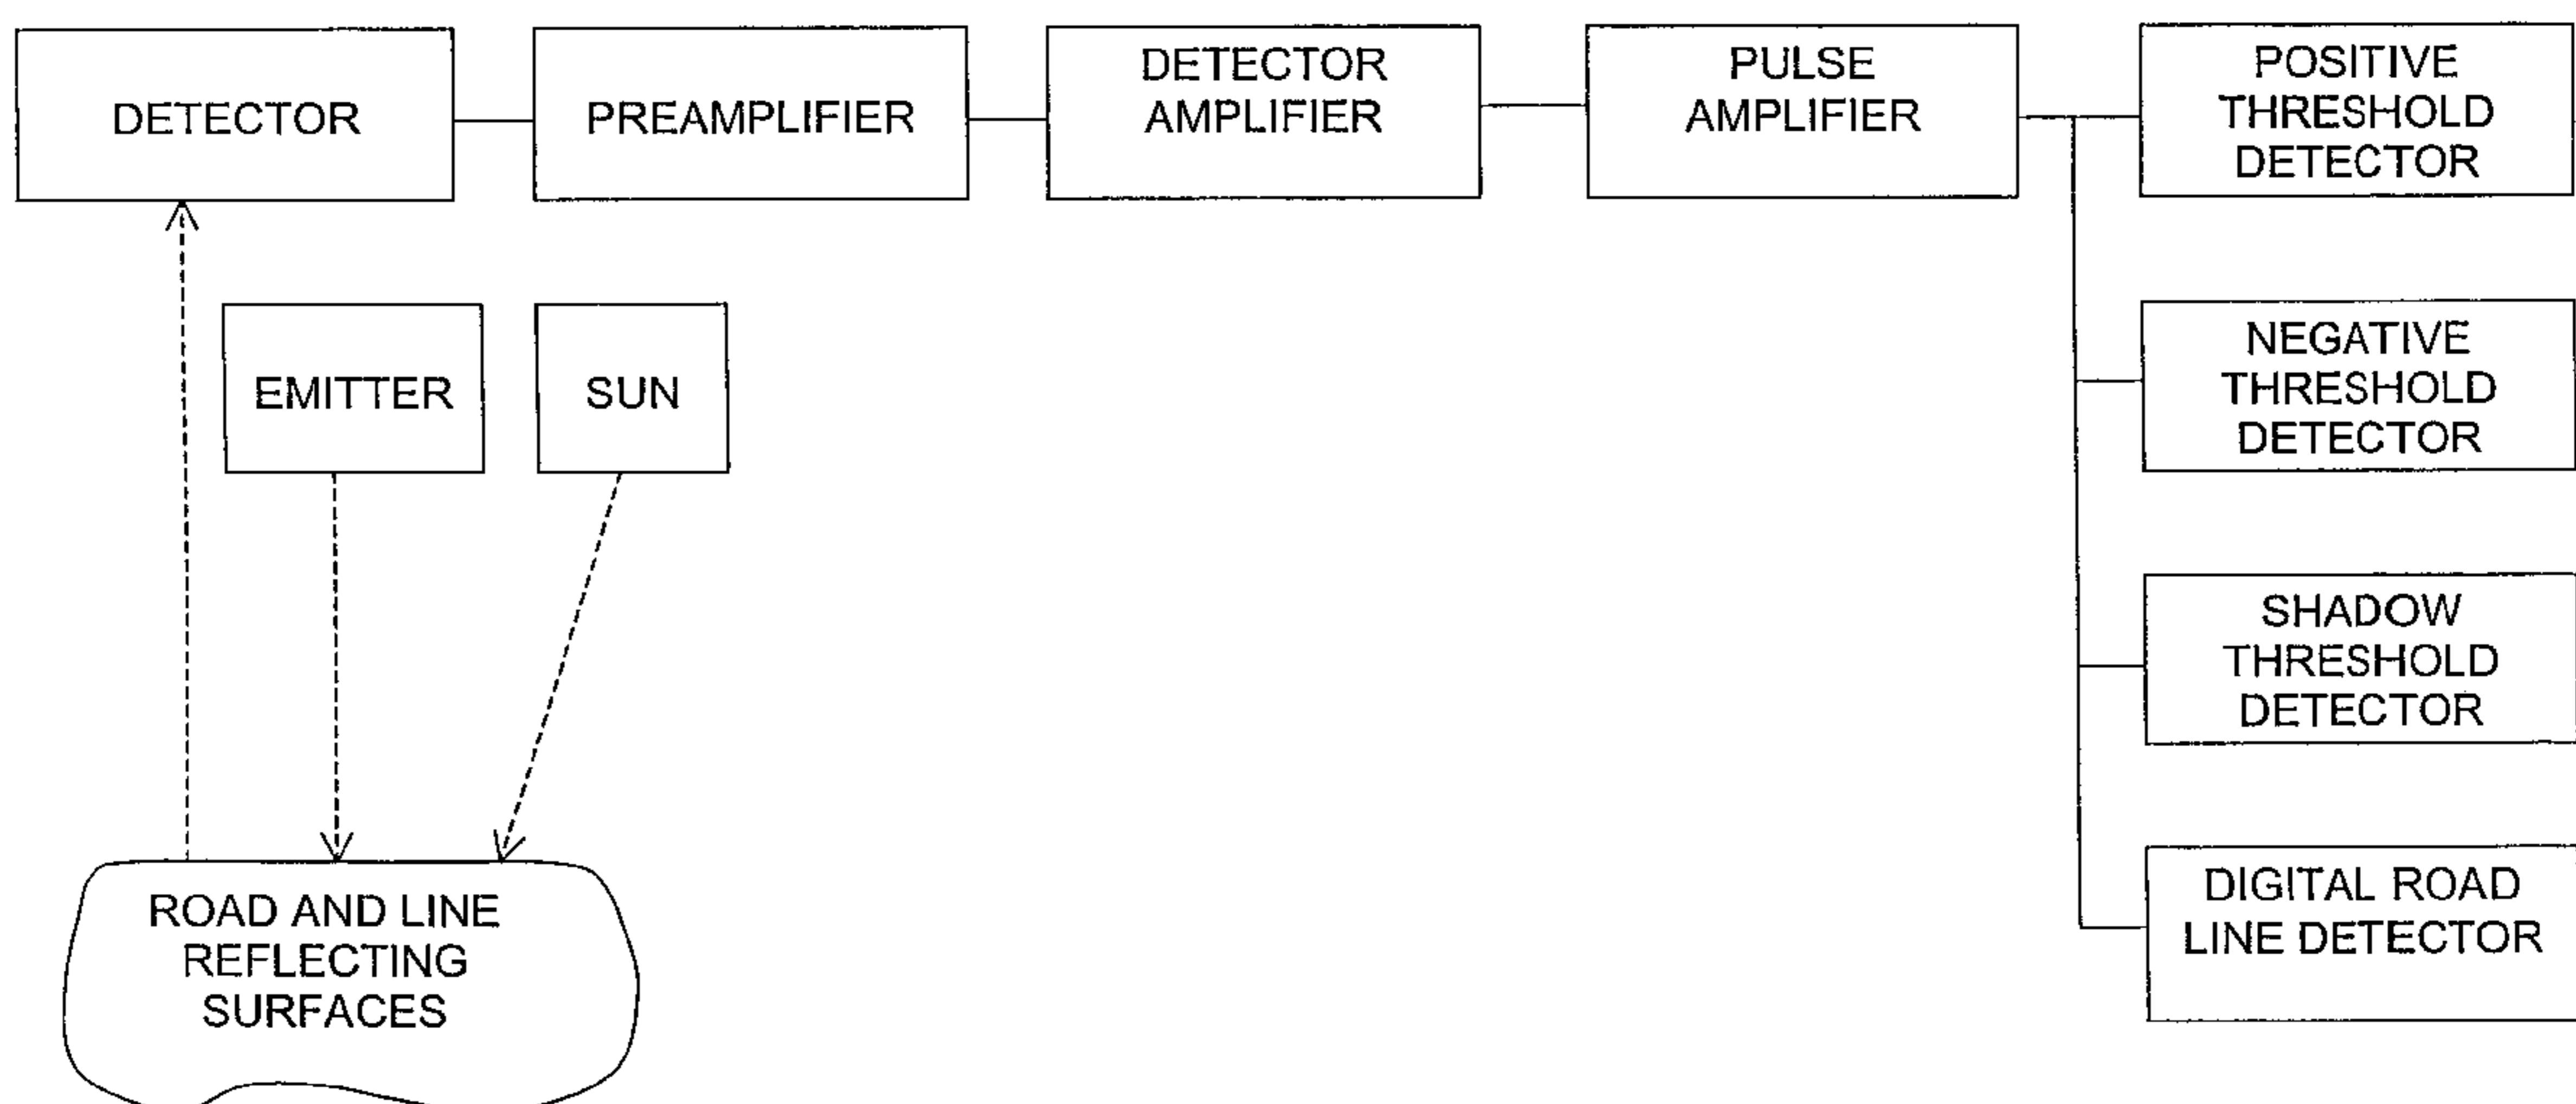 DETECTOR
PREAMPLIFIER
DETECTOR
AMPLIFIER
PULSE
AMPLIFIER
POSITIVE
THRESHOLD
DETECTOR
EMITTER
SUN
NEGATIVE
THRESHOLD
DETECTOR
SHADOW
THRESHOLD
DETECTOR
ROAD AND LINE
REFLECTING
SURFACES
DIGITAL ROAD
LINE DETECTOR